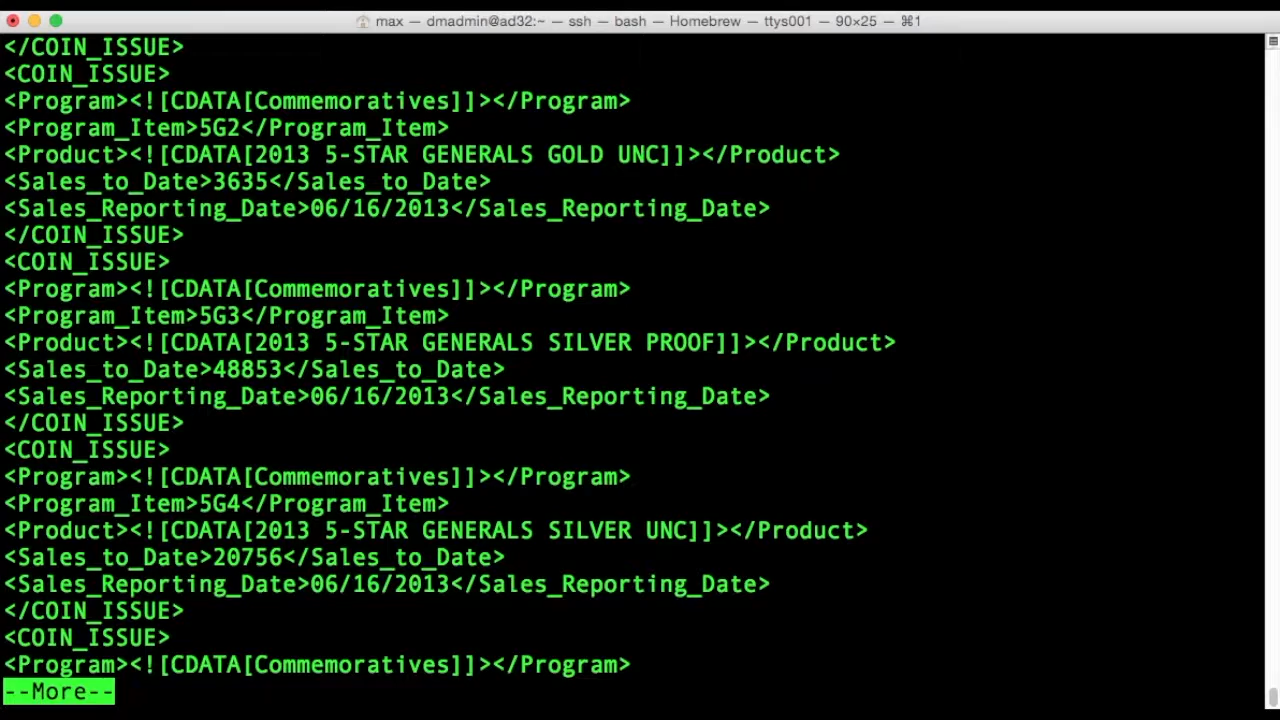 max — dmadmin@ad32:~ — ssh — bash — Homebrew — ttys001 — 90×25 — ⌘1
</COIN_ISSUE>
<COIN_ISSUE>
<Program><![CDATA[Commemoratives]]></Program>
<Program_Item>5G2</Program_Item>
<Product><![CDATA[2013 5-STAR GENERALS GOLD UNC]]></Product>
<Sales_to_Date>3635</Sales_to_Date>
<Sales_Reporting_Date>06/16/2013</Sales_Reporting_Date>
</COIN_ISSUE>
<COIN_ISSUE>
<Program><![CDATA[Commemoratives]]></Program>
<Program_Item>5G3</Program_Item>
<Product><![CDATA[2013 5-STAR GENERALS SILVER PROOF]]></Product>
<Sales_to_Date>48853</Sales_to_Date>
<Sales_Reporting_Date>06/16/2013</Sales_Reporting_Date>
</COIN_ISSUE>
<COIN_ISSUE>
<Program><![CDATA[Commemoratives]]></Program>
<Program_Item>5G4</Program_Item>
<Product><![CDATA[2013 5-STAR GENERALS SILVER UNC]]></Product>
<Sales_to_Date>20756</Sales_to_Date>
<Sales_Reporting_Date>06/16/2013</Sales_Reporting_Date>
</COIN_ISSUE>
<COIN_ISSUE>
<Program><![CDATA[Commemoratives]]></Program>
--More--